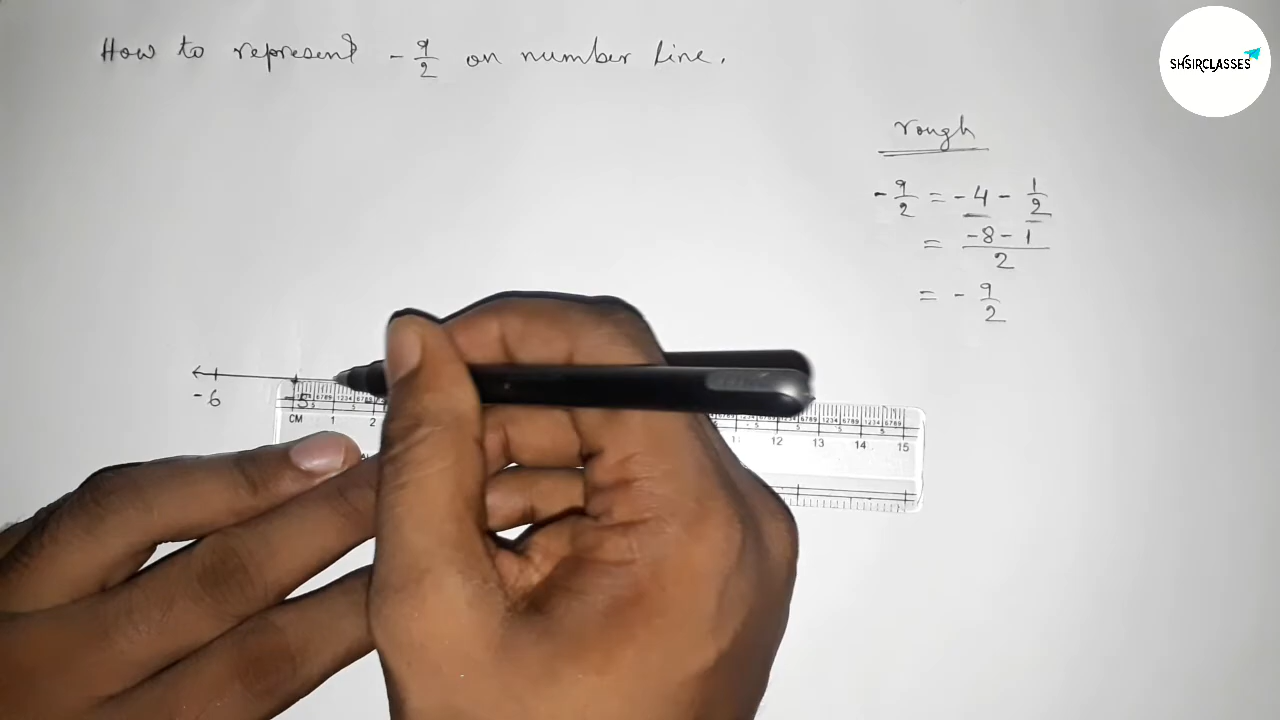 How to represent -9/2 on number line.
SHSIRCLASSES
rough
-9/2 = -4 - 1/2
= -8-1/2
= -9/2
-6 -5
CM 1 2 12 13 14 15